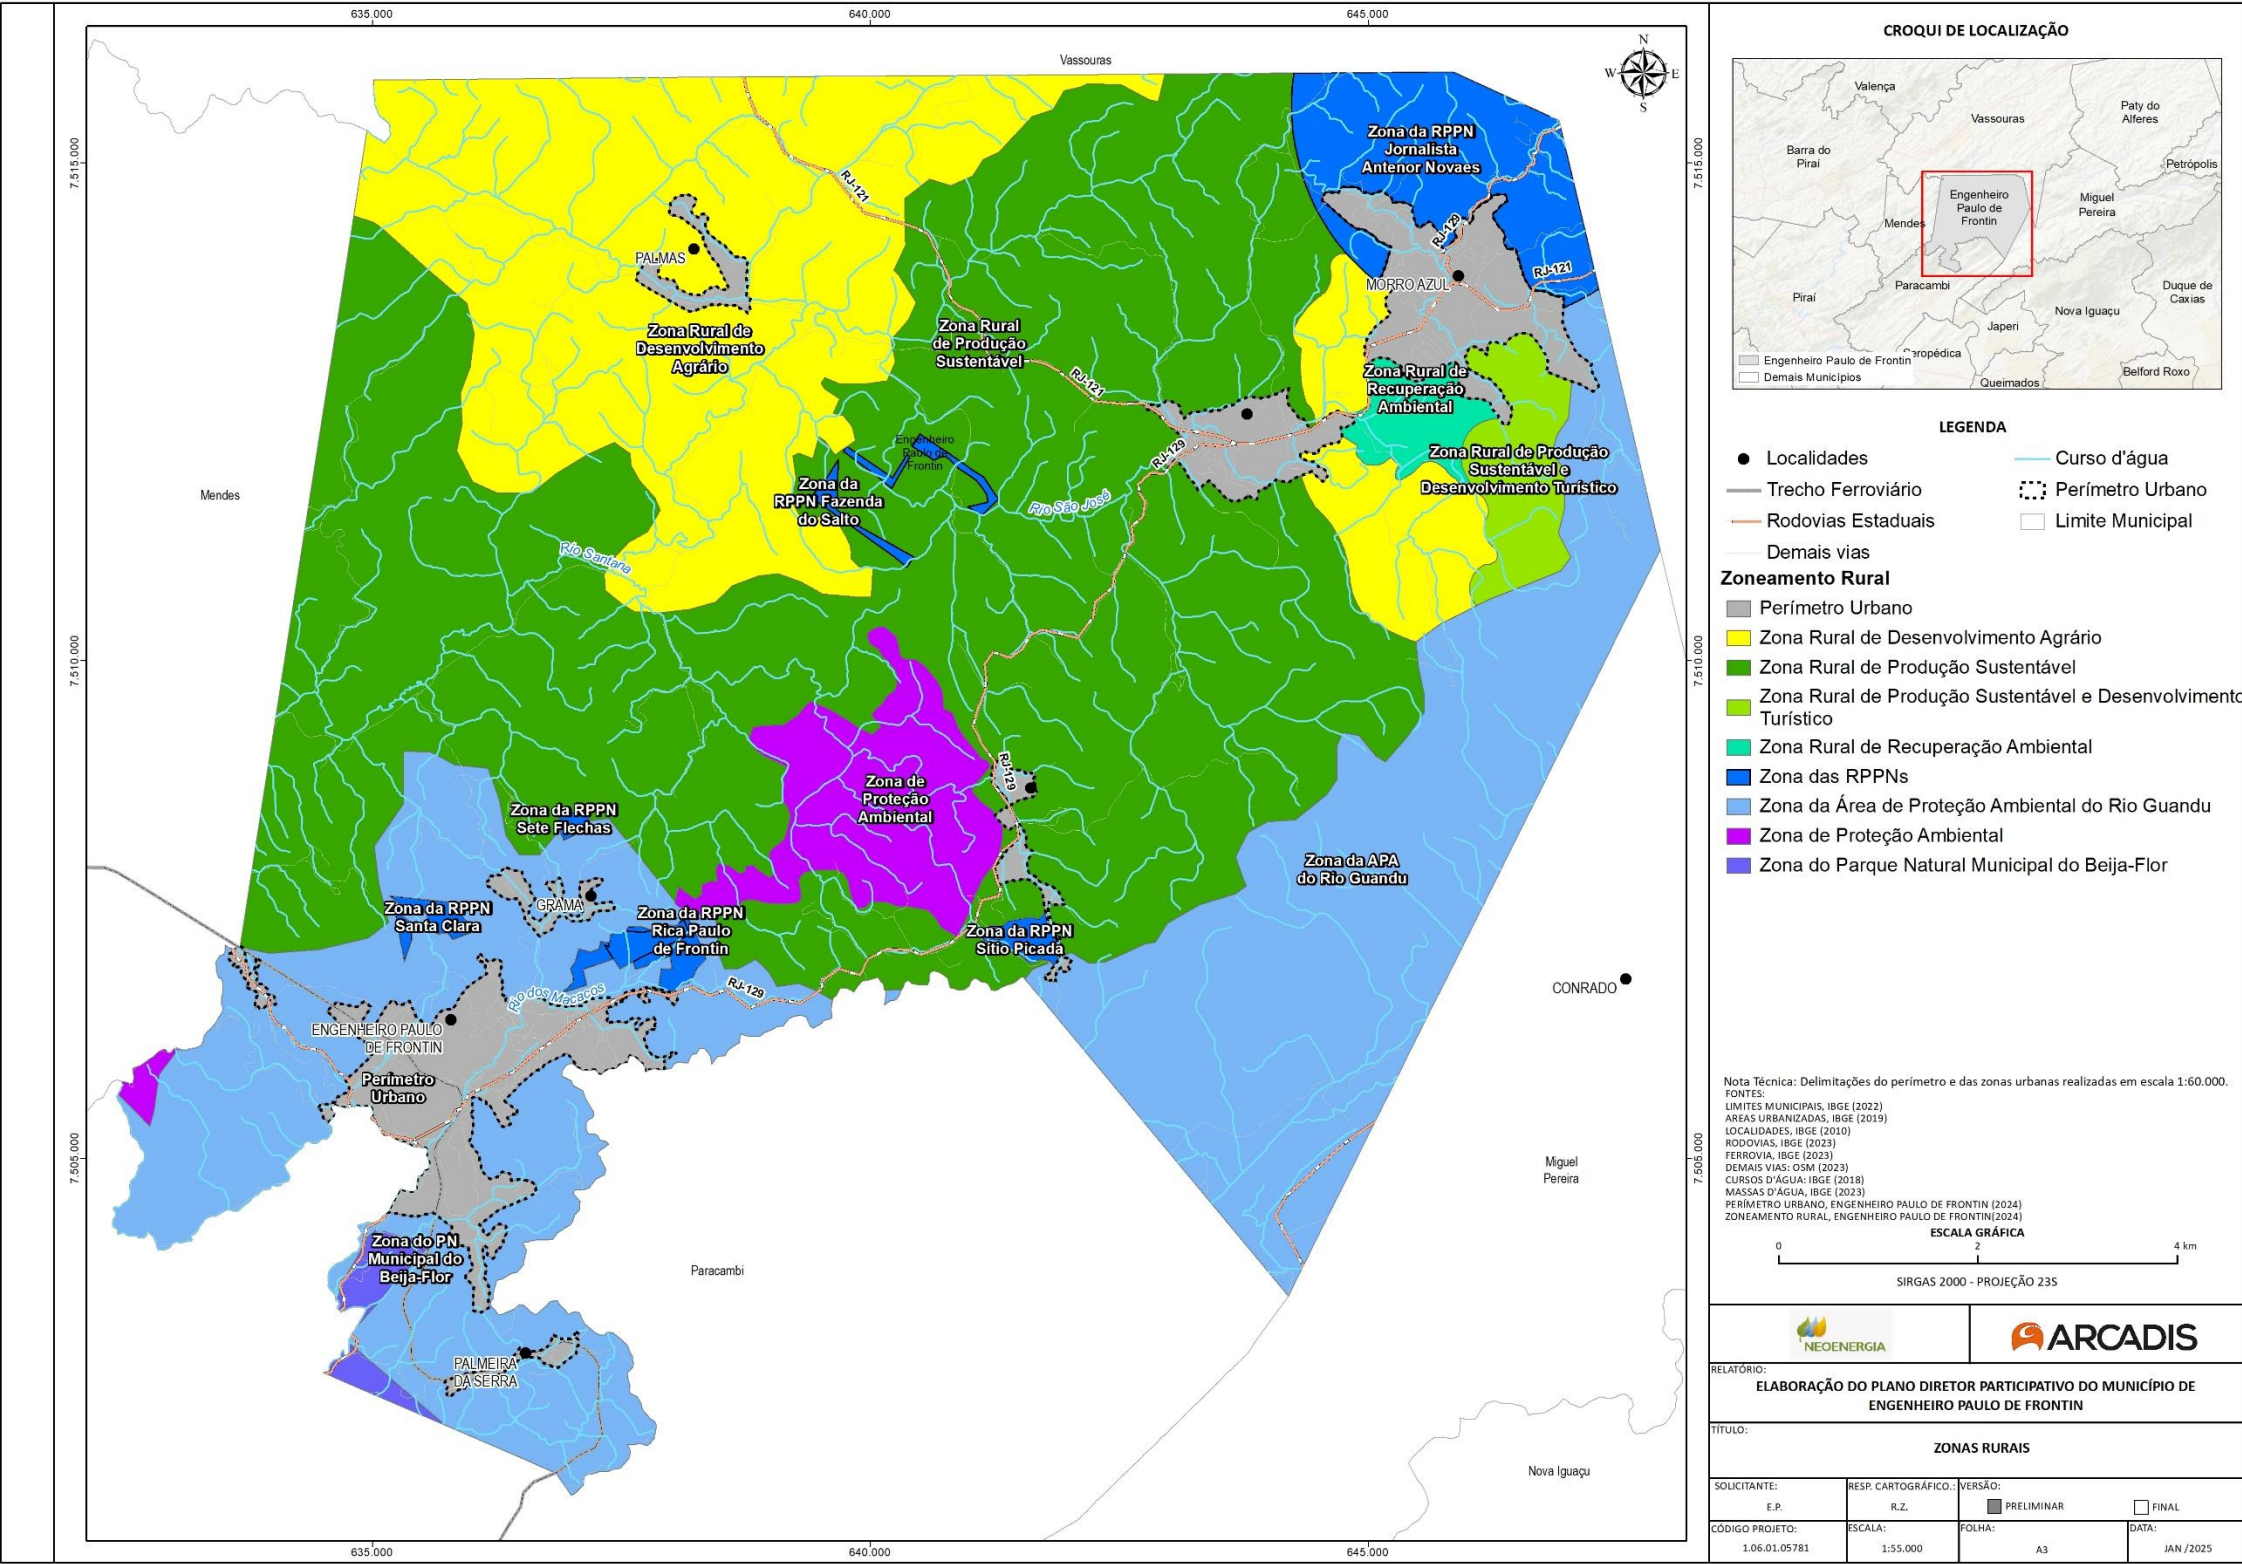 635.000
640.000
645.000
7.515.000
7.510.000
7.505.000
7.515.000
7.510.000
7.505.000
635.000
640.000
645.000
N
W
E
S
Vassouras
Mendes
Paracambi
Miguel
Pereira
Nova Iguaçu
CONRADO
Zona da RPPN
Jornalista
Antenor Novaes
RJ-121
RJ-129
RJ-121
PALMAS
MORRO AZUL
Zona Rural de
Desenvolvimento
Agrário
Zona Rural
de Produção
Sustentável
RJ-121
Zona Rural de
Recuperação
Ambiental
Engenheiro
Paulo de
Frontin
RJ-129
Zona Rural de Produção
Sustentável e
Desenvolvimento Turístico
Zona da
RPPN Fazenda
do Salto
Rio São José
Rio Santana
RJ-129
Zona de
Proteção
Ambiental
Zona da RPPN
Sete Flechas
Zona da APA
do Rio Guandu
GRAMA
Zona da RPPN
Santa Clara
Zona da RPPN
Rica Paulo
de Frontin
Zona da RPPN
Sítio Picada
RJ-129
Rio dos Macacos
ENGENHEIRO PAULO
DE FRONTIN
Perímetro
Urbano
Zona do PN
Municipal do
Beija-Flor
PALMEIRA
DA SERRA
CROQUI DE LOCALIZAÇÃO
Valença
Vassouras
Paty do
Alferes
Barra do
Piraí
Petrópolis
Engenheiro
Paulo de
Frontin
Miguel
Pereira
Mendes
Paracambi
Piraí
Duque de
Caxias
Nova Iguaçu
Japeri
eropédica
Belford Roxo
Queimados
Engenheiro Paulo de Frontin
Demais Municípios
LEGENDA
Localidades
Curso d'água
Trecho Ferroviário
Perímetro Urbano
Rodovias Estaduais
Limite Municipal
Demais vias
Zoneamento Rural
Perímetro Urbano
Zona Rural de Desenvolvimento Agrário
Zona Rural de Produção Sustentável
Zona Rural de Produção Sustentável e Desenvolvimento
Turístico
Zona Rural de Recuperação Ambiental
Zona das RPPNs
Zona da Área de Proteção Ambiental do Rio Guandu
Zona de Proteção Ambiental
Zona do Parque Natural Municipal do Beija-Flor
Nota Técnica: Delimitações do perímetro e das zonas urbanas realizadas em escala 1:60.000.
FONTES:
LIMITES MUNICIPAIS, IBGE (2022)
AREAS URBANIZADAS, IBGE (2019)
LOCALIDADES, IBGE (2010)
RODOVIAS, IBGE (2023)
FERROVIA, IBGE (2023)
DEMAIS VIAS: OSM (2023)
CURSOS D'ÁGUA: IBGE (2018)
MASSAS D'ÁGUA, IBGE (2023)
PERÍMETRO URBANO, ENGENHEIRO PAULO DE FRONTIN (2024)
ZONEAMENTO RURAL, ENGENHEIRO PAULO DE FRONTIN(2024)
ESCALA GRÁFICA
0 2 4 km
SIRGAS 2000 - PROJEÇÃO 23S
NEOENERGIA
ARCADIS
RELATÓRIO:
ELABORAÇÃO DO PLANO DIRETOR PARTICIPATIVO DO MUNICÍPIO DE
ENGENHEIRO PAULO DE FRONTIN
TÍTULO:
ZONAS RURAIS
SOLICITANTE:
E.P.
RESP. CARTOGRÁFICO.:
R.Z.
VERSÃO:
PRELIMINAR
FINAL
CÓDIGO PROJETO:
1.06.01.05781
ESCALA:
1:55.000
FOLHA:
A3
DATA:
JAN /2025